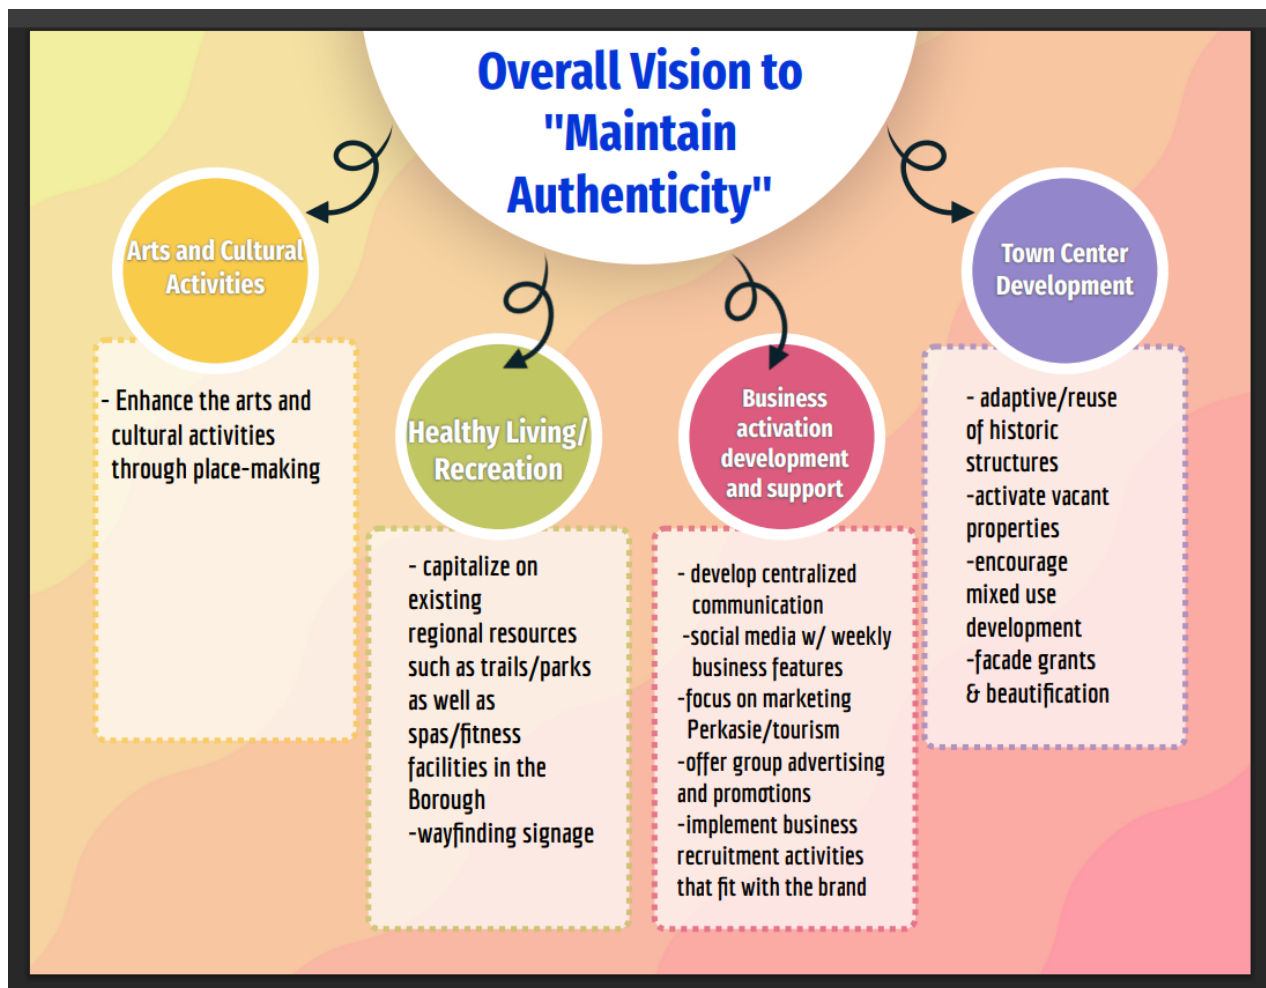 Overall Vision to
"Maintain
Authenticity"
Arts and Cultural
Activities
- Enhance the arts and
cultural activities
through place-making
Healthy Living/
Recreation
- capitalize on
existing
regional resources
such as trails/parks
as well as
spas/fitness
facilities in the
Borough
-wayfinding signage
Business
activation
development
and support
- develop centralized
communication
-social media w/ weekly
business features
-focus on marketing
Perkasie/tourism
-offer group advertising
and promotions
-implement business
recruitment activities
that fit with the brand
Town Center
Development
- adaptive/reuse
of historic
structures
-activate vacant
properties
-encourage
mixed use
development
-facade grants
& beautification